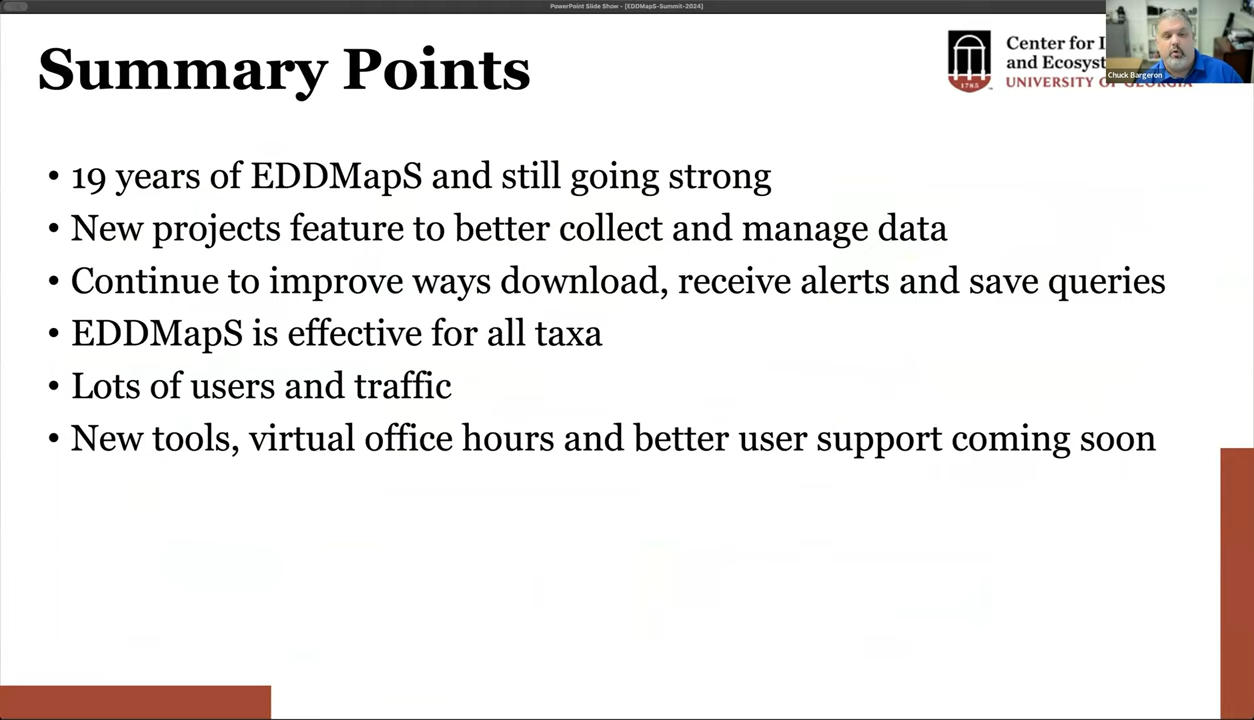 PowerPoint Slide Show - [EDDMapS-Summit-2024]
Summary Points
Center for
and Ecosyst
UNIVERSITY OF GEORGIA
1785
Chuck Bargeron
• 19 years of EDDMapS and still going strong
• New projects feature to better collect and manage data
• Continue to improve ways download, receive alerts and save queries
• EDDMapS is effective for all taxa
• Lots of users and traffic
• New tools, virtual office hours and better user support coming soon